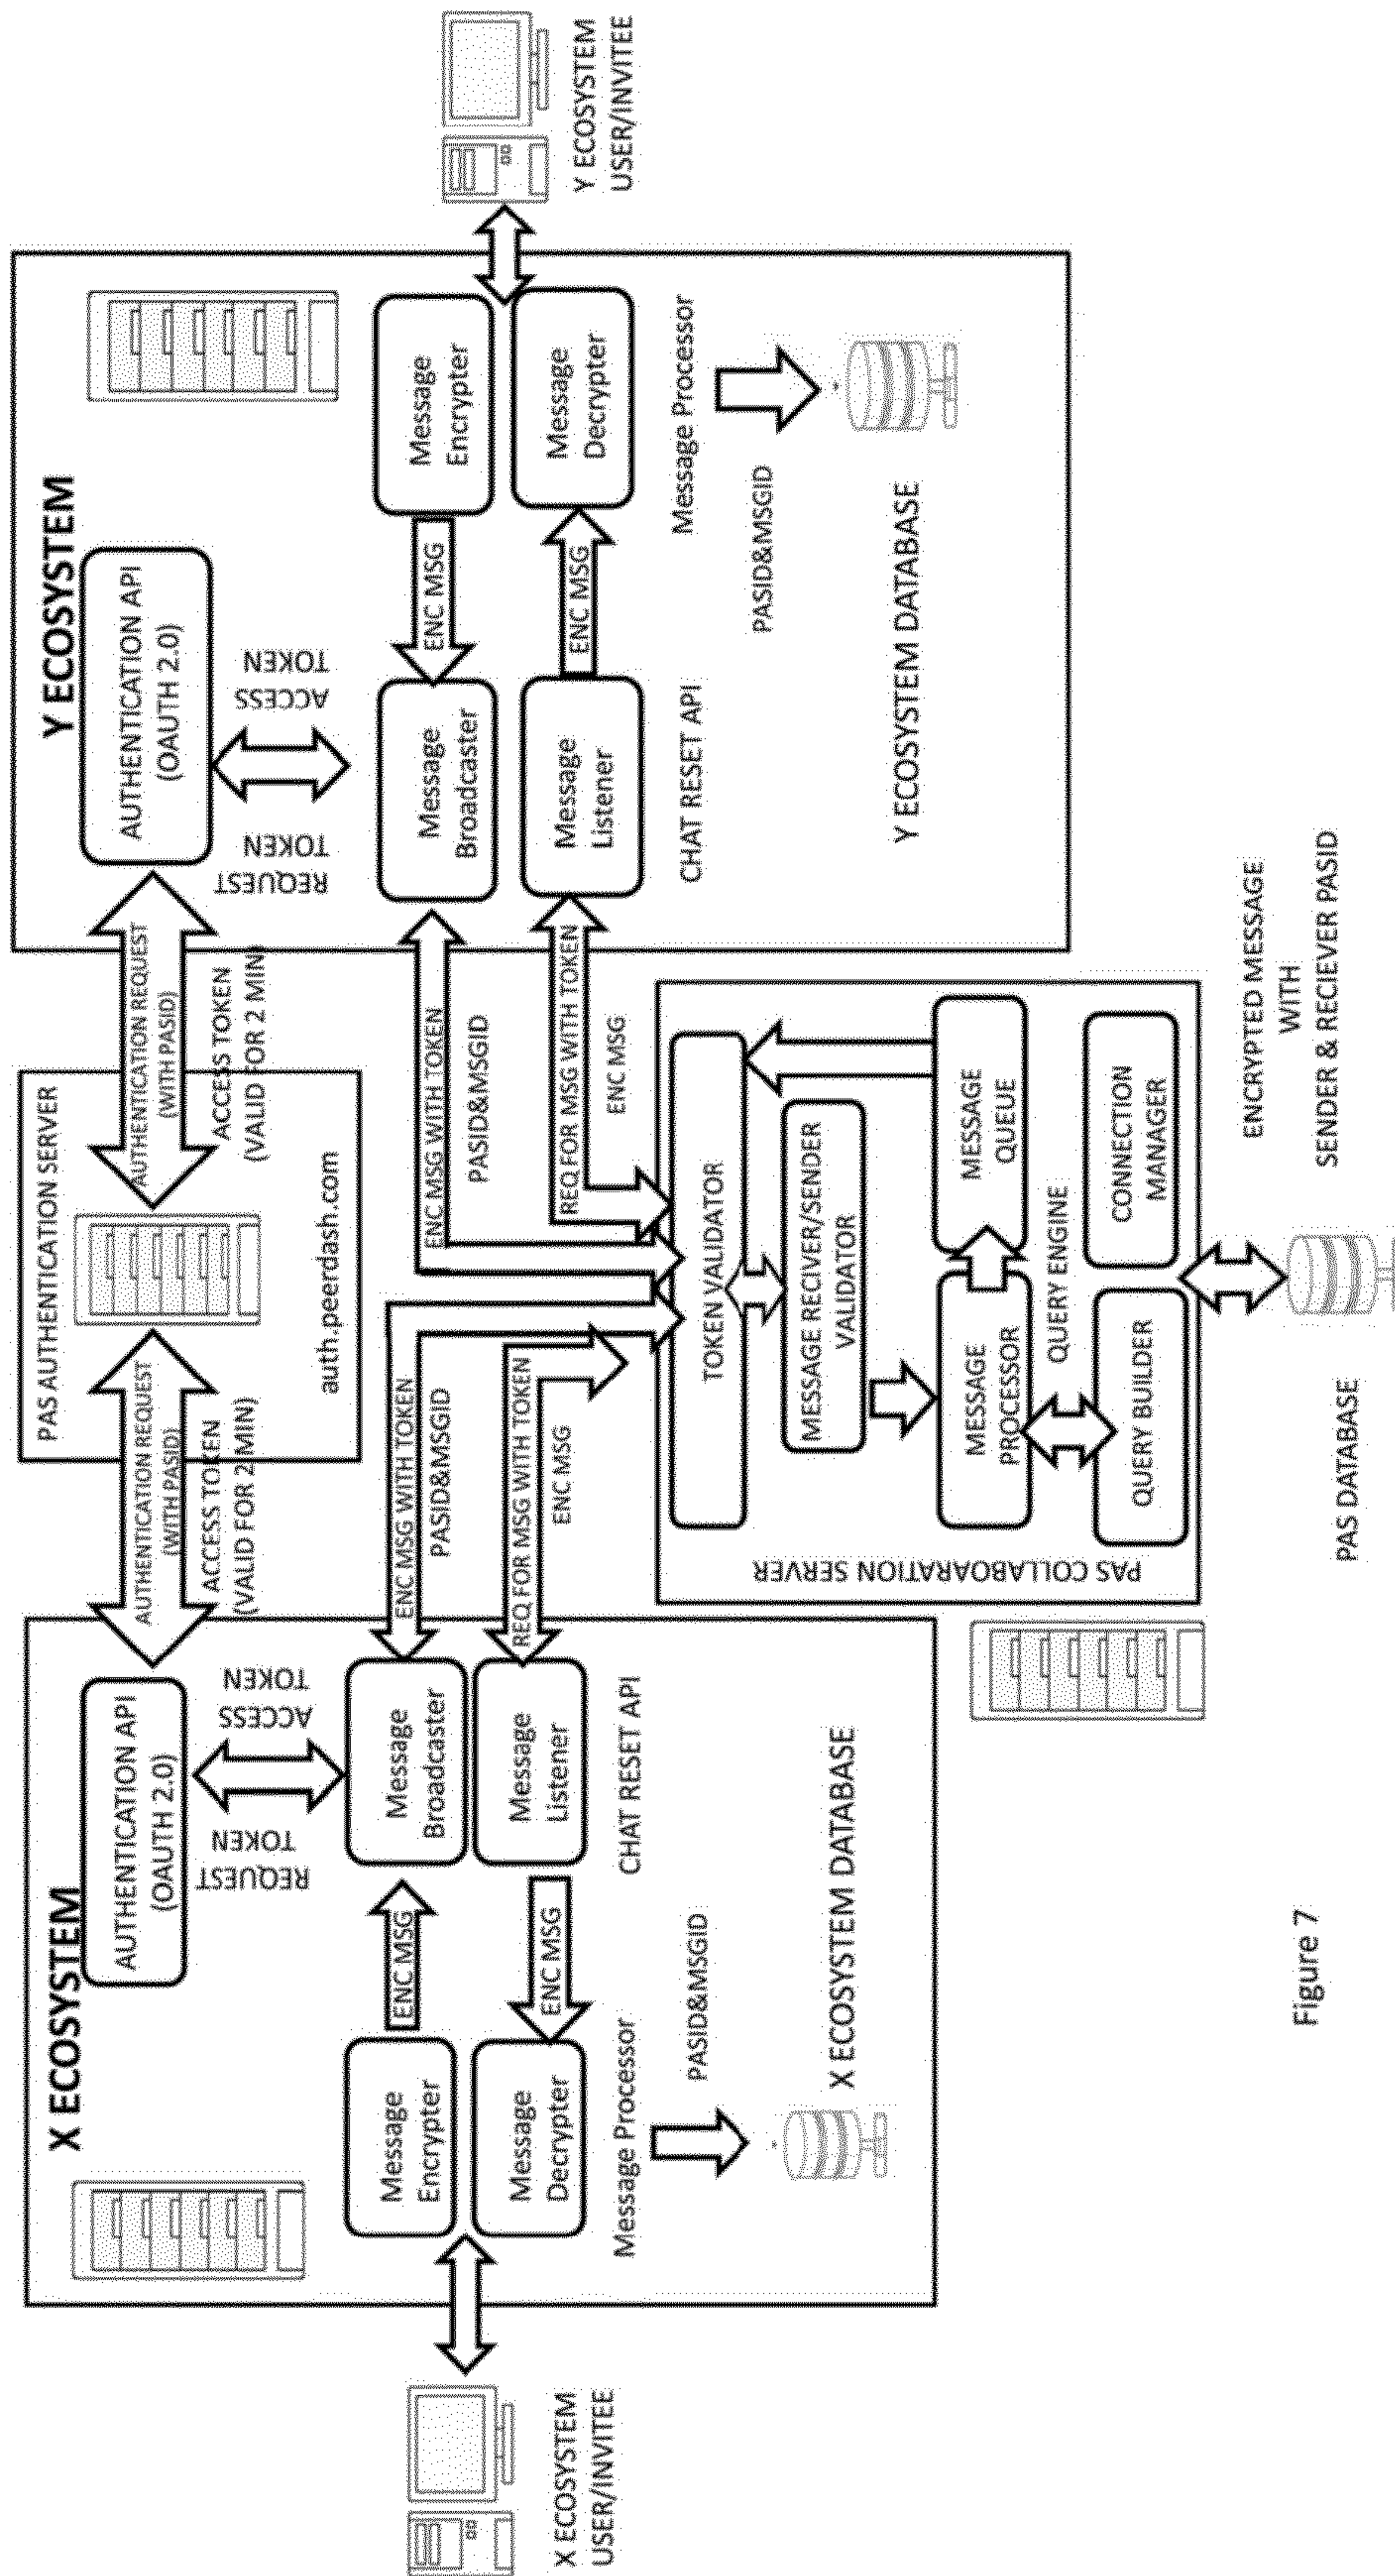 X ECOSYSTEM
AUTHENTICATION API
(OAUTH 2.0)
REQUEST
TOKEN
ACCESS
TOKEN
Message
Encrypter
ENC MSG
Message
Broadcaster
Message
Decrypter
ENC MSG
Message
Listener
Message Processor
CHAT RESET API
PASID&MSGID
X ECOSYSTEM DATABASE
X ECOSYSTEM
USER/INVITEE
AUTHENTICATION REQUEST
(WITH PASID)
ACCESS TOKEN
(VALID FOR 2 MIN)
PAS AUTHENTICATION SERVER
auth.peerdash.com
AUTHENTICATION REQUEST
(WITH PASID)
ACCESS TOKEN
(VALID FOR 2 MIN)
ENC MSG WITH TOKEN
PASID&MSGID
REQ FOR MSG WITH TOKEN
ENC MSG
ENC MSG WITH TOKEN
PASID&MSGID
REQ FOR MSG WITH TOKEN
ENC MSG
PAS COLLABOARATION SERVER
TOKEN VALIDATOR
MESSAGE RECIVER/SENDER
VALIDATOR
MESSAGE
PROCESSOR
MESSAGE
QUEUE
QUERY ENGINE
QUERY BUILDER
CONNECTION
MANAGER
PAS DATABASE
ENCRYPTED MESSAGE
WITH
SENDER & RECIEVER PASID
Y ECOSYSTEM
AUTHENTICATION API
(OAUTH 2.0)
REQUEST
TOKEN
ACCESS
TOKEN
Message
Broadcaster
ENC MSG
Message
Encrypter
Message
Listener
ENC MSG
Message
Decrypter
CHAT RESET API
Message Processor
PASID&MSGID
Y ECOSYSTEM DATABASE
Y ECOSYSTEM
USER/INVITEE
Figure 7